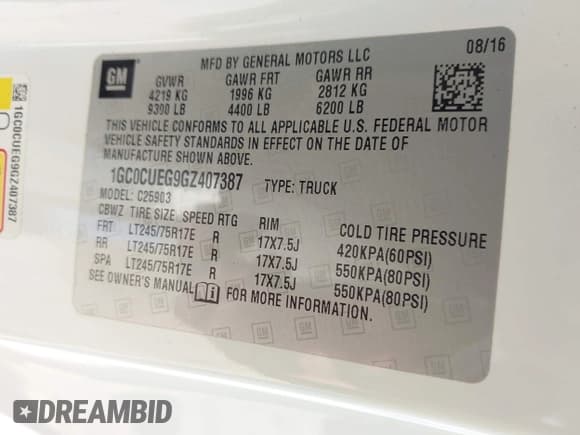 GM
MFD BY GENERAL MOTORS LLC
08/16
GVWR GAWR FRT GAWR RR
4219 KG 1996 KG 2812 KG
9300 LB 4400 LB 6200 LB
THIS VEHICLE CONFORMS TO ALL APPLICABLE U.S. FEDERAL MOTOR
VEHICLE SAFETY STANDARDS IN EFFECT ON THE DATE OF
MANUFACTURE SHOWN ABOVE.
1GC0CUEG9GZ407387 TYPE: TRUCK
MODEL: C25903
CBWZ TIRE SIZE SPEED RTG RIM COLD TIRE PRESSURE
FRT LT245/75R17E R 17X7.5J 420KPA(60PSI)
RR LT245/75R17E R 17X7.5J 550KPA(80PSI)
SPA LT245/75R17E R 17X7.5J 550KPA(80PSI)
SEE OWNER'S MANUAL FOR MORE INFORMATION.
1GC0CUEG9GZ407387
DREAMBID